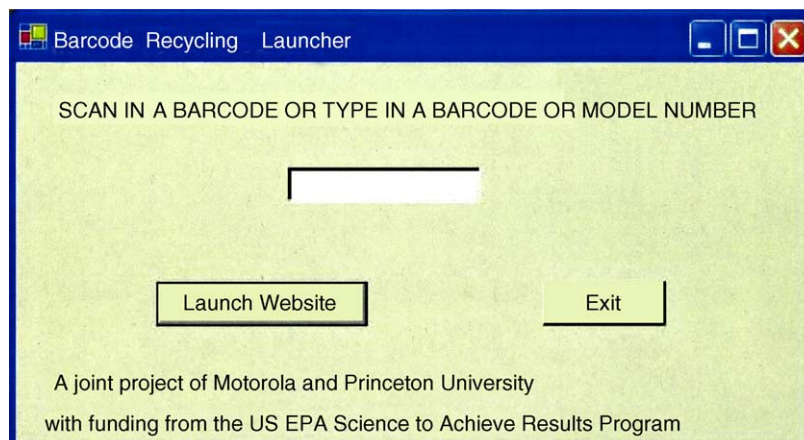 Barcode Recycling Launcher
SCAN IN A BARCODE OR TYPE IN A BARCODE OR MODEL NUMBER
Launch Website
Exit
A joint project of Motorola and Princeton University
with funding from the US EPA Science to Achieve Results Program